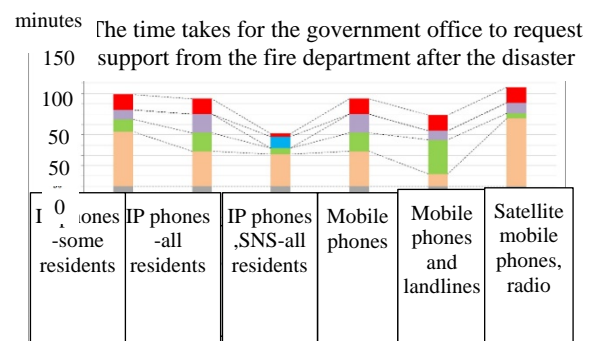 minutes
The time takes for the government office to request
support from the fire department after the disaster
150
100
50
50
0
IP phones
-some
residents
IP phones
-all
residents
IP phones
,SNS-all
residents
Mobile
phones
Mobile
phones
and
landlines
Satellite
mobile
phones,
radio